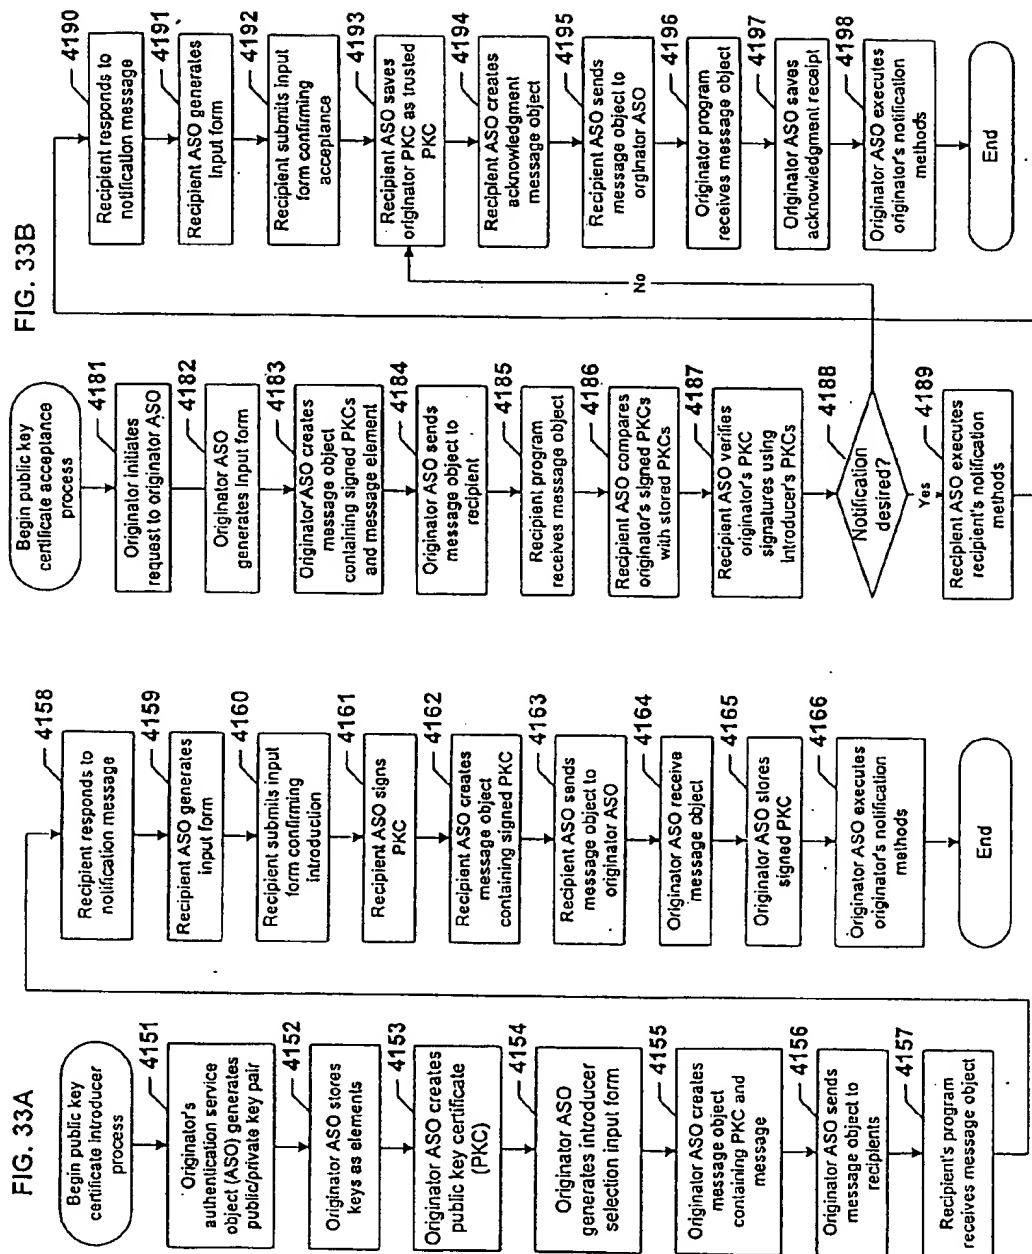 FIG. 33A
Begin public key
certificate introducer
process
4151
Originator's
authentication service
object (ASO) generates
public/private key pair
4152
Originator ASO stores
keys as elements
4153
Originator ASO creates
public key certificate
(PKC)
4154
Originator ASO
generates introducer
selection input form
4155
Originator ASO creates
message object
containing PKC and
message
4156
Originator ASO sends
message object to
recipients
4157
Recipient's program
receives message object
4158
Recipient responds to
notification message
4159
Recipient ASO generates
input form
4160
Recipient submits input
form confirming
introduction
4161
Recipient ASO signs
PKC
4162
Recipient ASO creates
message object
containing signed PKC
4163
Recipient ASO sends
message object to
originator ASO
4164
Originator ASO receive
message object
4165
Originator ASO stores
signed PKC
4166
Originator ASO executes
originator's notification
methods
End
FIG. 33B
Begin public key
certificate acceptance
process
4181
Originator initiates
request to originator ASO
4182
Originator ASO
generates Input form
4183
Originator ASO creates
message object
containing signed PKCs
and message element
4184
Originator ASO sends
message object to
recipient
4185
Recipient program
receives message object
4186
Recipient ASO compares
originator's signed PKCs
with stored PKCs
4187
Recipient ASO verifies
originator's PKC
signatures using
Introducer's PKCs
4188
Notification
desired?
No
Yes
4189
Recipient ASO executes
recipient's notification
methods
4190
Recipient responds to
notification message
4191
Recipient ASO generates
Input form
4192
Recipient submits input
form confirming
acceptance
4193
Recipient ASO saves
originator PKC as trusted
PKC
4194
Recipient ASO creates
acknowledgment
message object
4195
Recipient ASO sends
message object to
orginator ASO
4196
Originator program
receives message object
4197
Originator ASO saves
acknowledgment receipt
4198
Originator ASO executes
originator's notification
methods
End